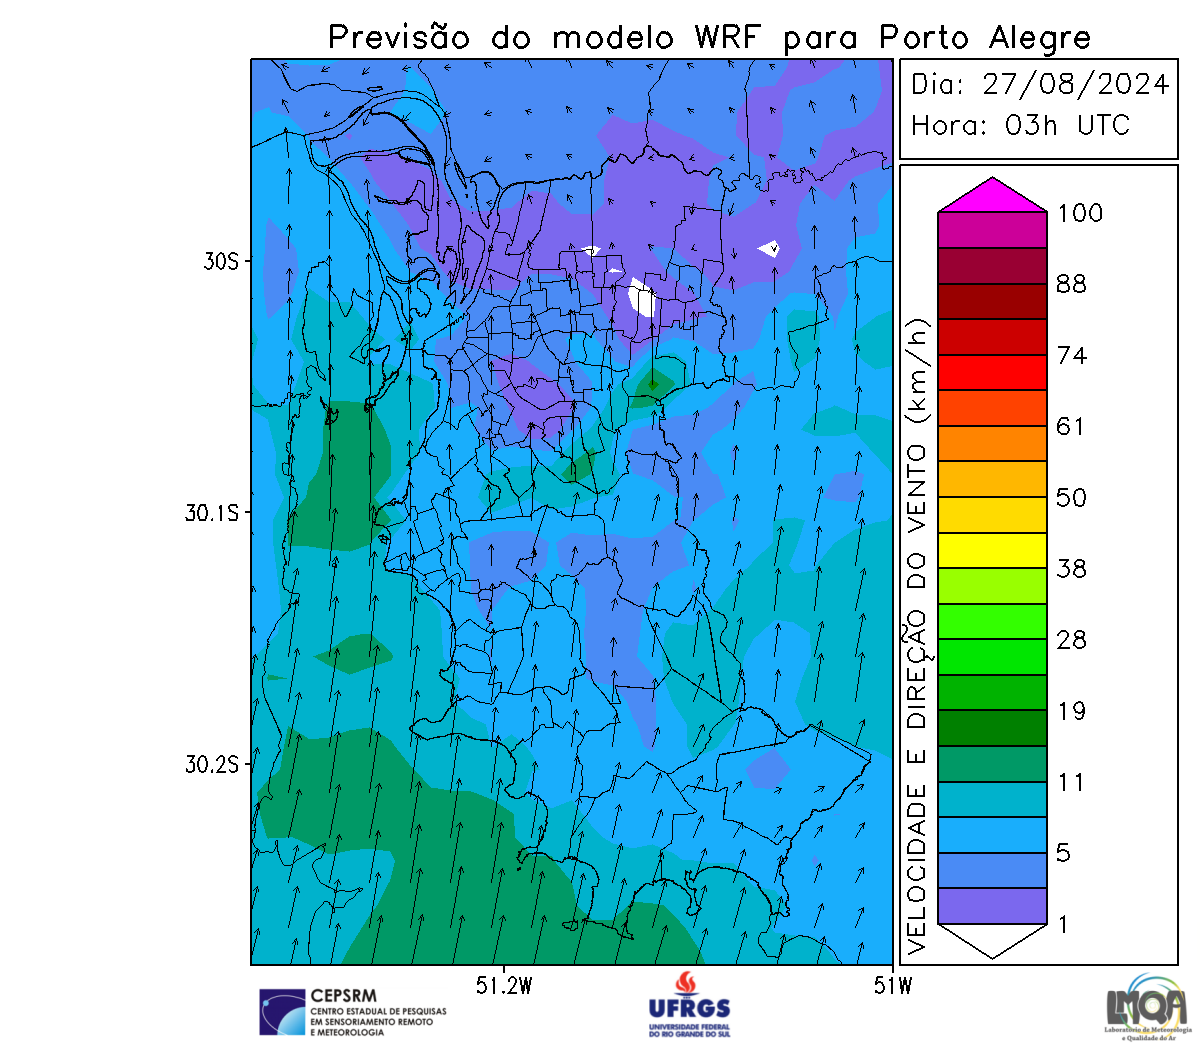 Previsão do modelo WRF para Porto Alegre
Dia: 27/08/2024
Hora: 03h UTC
30S
30.1S
30.2S
51.2W
51W
VELOCIDADE E DIREÇÃO DO VENTO (km/h)
100
88
74
61
50
38
28
19
11
5
1
CEPSRM
CENTRO ESTADUAL DE PESQUISAS
EM SENSORIAMENTO REMOTO
E METEOROLOGIA
UFRGS
UNIVERSIDADE FEDERAL
DO RIO GRANDE DO SUL
LMQA
Laboratório de Meteorologia
e Qualidade do Ar